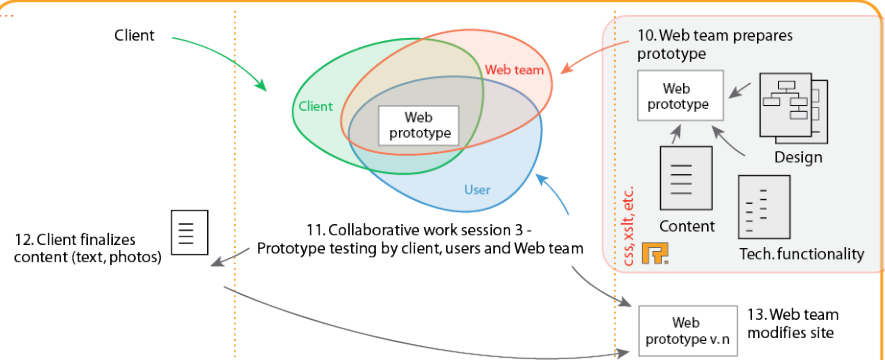 Client
Client
Web team
Web
prototype
User
10. Web team prepares
prototype
Web
prototype
Design
Content
Tech. functionality
css, xslt, etc.
12. Client finalizes
content (text, photos)
11. Collaborative work session 3 -
Prototype testing by client, users and Web team
Web
prototype v. n
13. Web team
modifies site